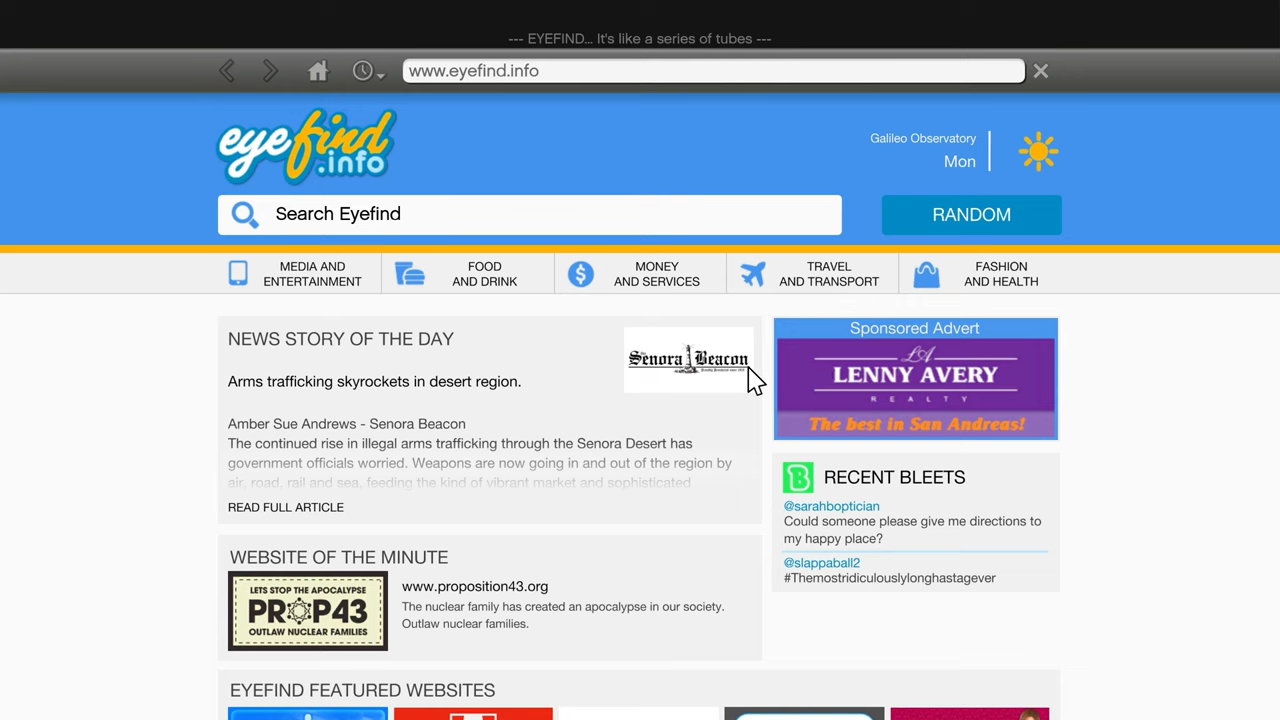 --- EYEFIND... It's like a series of tubes ---
www.eyefind.info
eyefind
.info
Galileo Observatory
Mon
Search Eyefind
RANDOM
MEDIA AND
ENTERTAINMENT
FOOD
AND DRINK
MONEY
AND SERVICES
TRAVEL
AND TRANSPORT
FASHION
AND HEALTH
NEWS STORY OF THE DAY
Senora Beacon
Arms trafficking skyrockets in desert region.
Amber Sue Andrews - Senora Beacon
The continued rise in illegal arms trafficking through the Senora Desert has
government officials worried. Weapons are now going in and out of the region by
air, road, rail and sea, feeding the kind of vibrant market and sophisticated
READ FULL ARTICLE
Sponsored Advert
LA
LENNY AVERY
REALTY
The best in San Andreas!
RECENT BLEETS
@sarahboptician
Could someone please give me directions to
my happy place?
@slappaball2
#Themostridiculouslylonghastagever
WEBSITE OF THE MINUTE
LETS STOP THE APOCALYPSE
PROP43
OUTLAW NUCLEAR FAMILIES
www.proposition43.org
The nuclear family has created an apocalypse in our society.
Outlaw nuclear families.
EYEFIND FEATURED WEBSITES